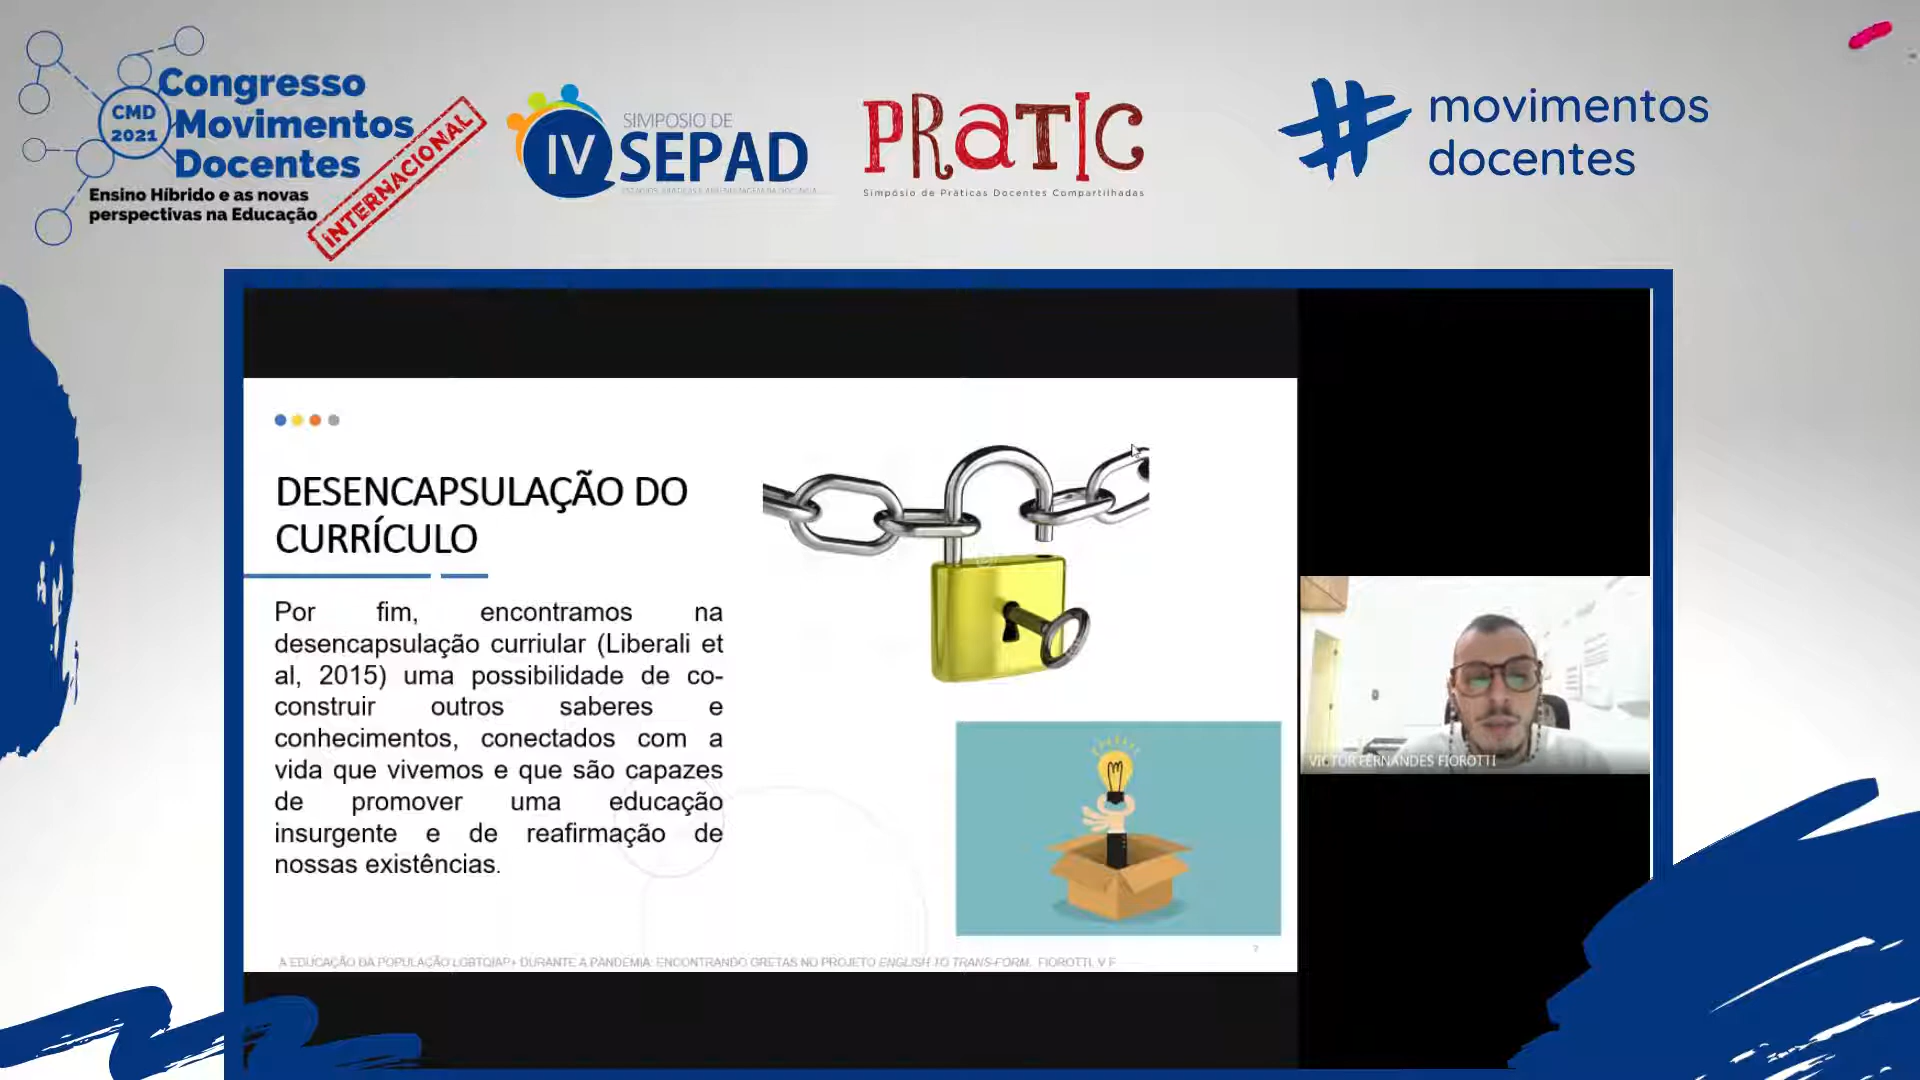 Congresso
CMD
2021
Movimentos
Docentes
Ensino Híbrido e as novas
perspectivas na Educação
INTERNACIONAL
IV
SIMPÓSIO DE
SEPAD
PRATIC
Simpósio de Práticas Docentes Compartilhadas
movimentos
docentes
DESENCAPSULAÇÃO DO
CURRÍCULO
Por fim, encontramos na
desencapsulação curriular (Liberali et
al, 2015) uma possibilidade de co-
construir outros saberes e
conhecimentos, conectados com a
vida que vivemos e que são capazes
de promover uma educação
insurgente e de reafirmação de
nossas existências.
A EDUCAÇÃO DA POPULAÇÃO LGBTQIAP+ DURANTE A PANDEMIA: ENCONTRANDO GRETAS NO PROJETO ENGLISH TO TRANS-FORM. FIOROTTI, V F
7
VICTOR FERNANDES FIOROTTI